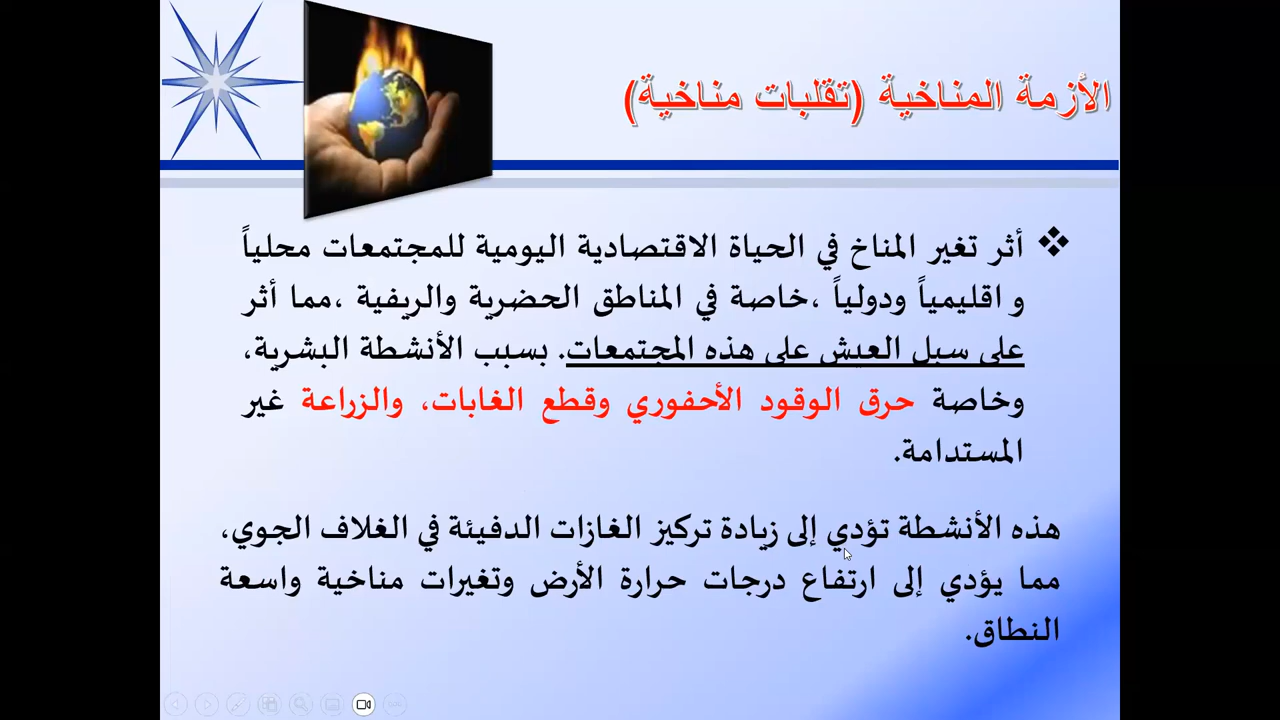 الأزمة المناخية (تقلبات مناخية)
أثر تغير المناخ في الحياة الاقتصادية اليومية للمجتمعات محلياً
و اقليمياً ودولياً ،خاصة في المناطق الحضرية والريفية ،مما أثر
على سبل العيش على هذه المجتمعات. بسبب الأنشطة البشرية،
وخاصة حرق الوقود الأحفوري وقطع الغابات، والزراعة غير
المستدامة.
هذه الأنشطة تؤدي إلى زيادة تركيز الغازات الدفيئة في الغلاف الجوي،
مما يؤدي إلى ارتفاع درجات حرارة الأرض وتغيرات مناخية واسعة
النطاق.